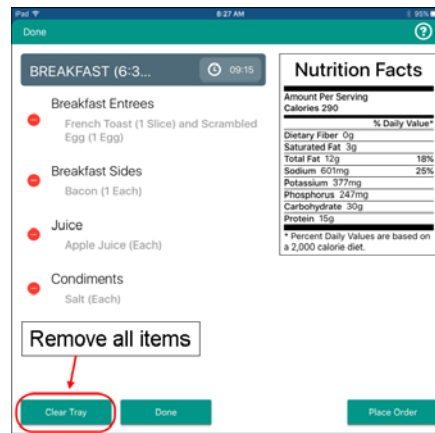 iPad 8:27 AM 95%
Done ?
BREAKFAST (6:3... 09:15
Breakfast Entrees
French Toast (1 Slice) and Scrambled
Egg (1 Egg)
Breakfast Sides
Bacon (1 Each)
Juice
Apple Juice (Each)
Condiments
Salt (Each)
Nutrition Facts
Amount Per Serving
Calories 290
% Daily Value*
Dietary Fiber 0g
Saturated Fat 3g
Total Fat 12g 18%
Sodium 601mg 25%
Potassium 377mg
Phosphorus 247mg
Carbohydrate 30g
Protein 15g
* Percent Daily Values are based on
a 2,000 calorie diet.
Remove all items
Clear Tray Done Place Order